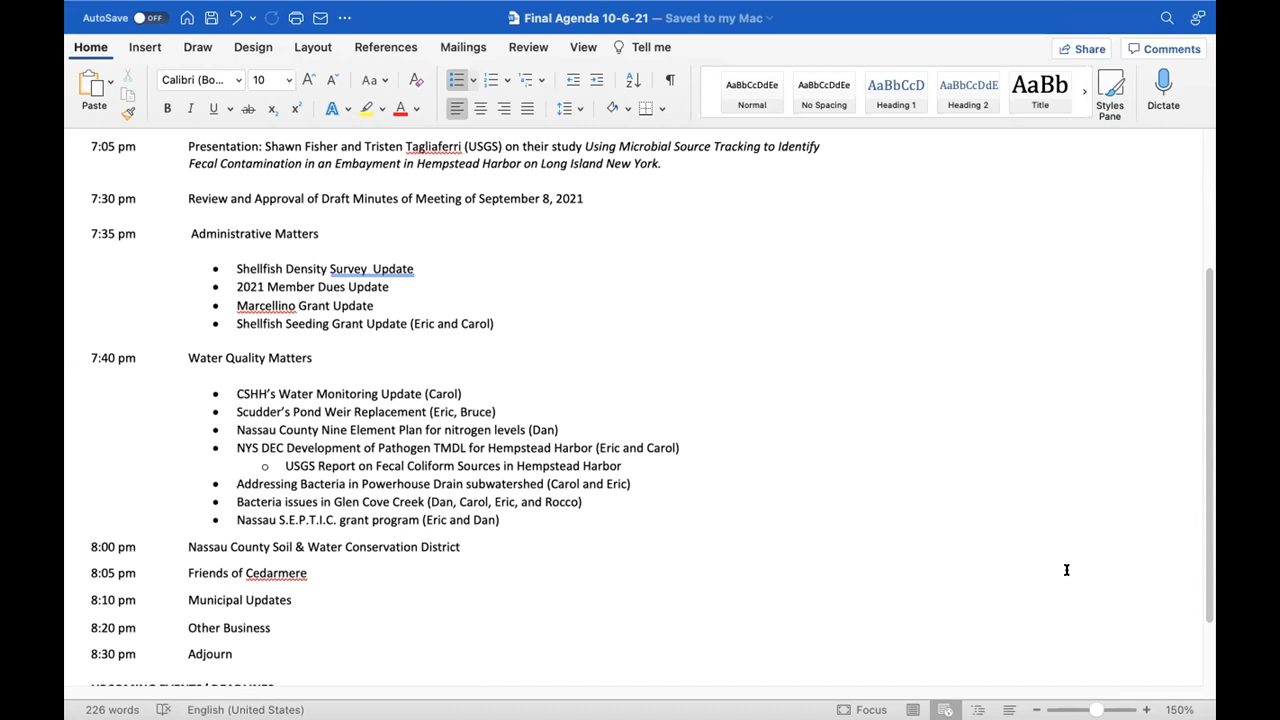 AutoSave OFF
Final Agenda 10-6-21 — Saved to my Mac
Home Insert Draw Design Layout References Mailings Review View Tell me Share Comments
Paste
Calibri (Bo... 10
AaBbCcDdEe AaBbCcDdEe AaBbCcD AaBbCcDdE AaBb
Normal No Spacing Heading 1 Heading 2 Title
Styles Pane
Dictate
7:05 pm Presentation: Shawn Fisher and Tristen Tagliaferri (USGS) on their study Using Microbial Source Tracking to Identify
Fecal Contamination in an Embayment in Hempstead Harbor on Long Island New York.
7:30 pm Review and Approval of Draft Minutes of Meeting of September 8, 2021
7:35 pm Administrative Matters
• Shellfish Density Survey Update
• 2021 Member Dues Update
• Marcellino Grant Update
• Shellfish Seeding Grant Update (Eric and Carol)
7:40 pm Water Quality Matters
• CSHH's Water Monitoring Update (Carol)
• Scudder's Pond Weir Replacement (Eric, Bruce)
• Nassau County Nine Element Plan for nitrogen levels (Dan)
• NYS DEC Development of Pathogen TMDL for Hempstead Harbor (Eric and Carol)
o USGS Report on Fecal Coliform Sources in Hempstead Harbor
• Addressing Bacteria in Powerhouse Drain subwatershed (Carol and Eric)
• Bacteria issues in Glen Cove Creek (Dan, Carol, Eric, and Rocco)
• Nassau S.E.P.T.I.C. grant program (Eric and Dan)
8:00 pm Nassau County Soil & Water Conservation District
8:05 pm Friends of Cedarmere
8:10 pm Municipal Updates
8:20 pm Other Business
8:30 pm Adjourn
226 words English (United States) Focus 150%